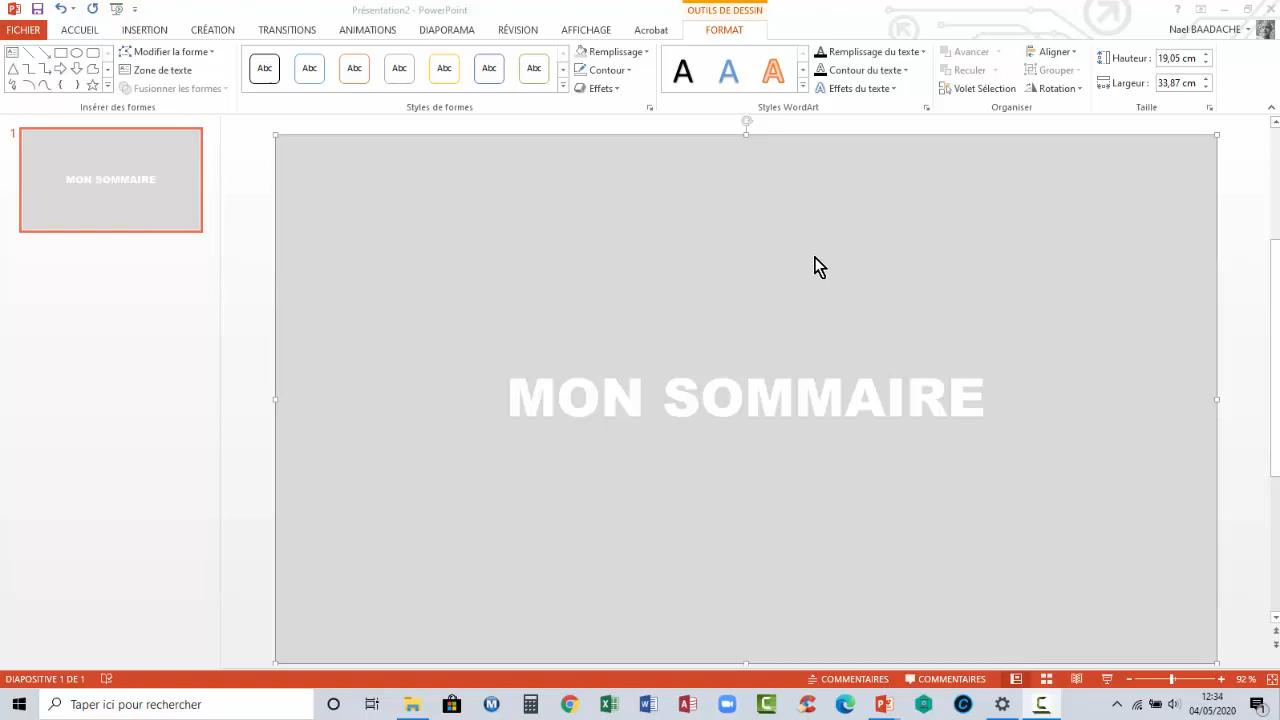 Présentation2 - PowerPoint
OUTILS DE DESSIN
FICHIER ACCUEIL INSERTION CRÉATION TRANSITIONS ANIMATIONS DIAPORAMA RÉVISION AFFICHAGE Acrobat FORMAT Nael BAADACHE
Modifier la forme
Zone de texte
Fusionner les formes
Insérer des formes
Abc Abc Abc Abc Abc Abc Abc
Styles de formes
Remplissage
Contour
Effets
A A A
Styles WordArt
Remplissage du texte
Contour du texte
Effets du texte
Avancer
Reculer
Volet Sélection
Aligner
Grouper
Rotation
Organiser
Hauteur: 19,05 cm
Largeur: 33,87 cm
Taille
1
MON SOMMAIRE
MON SOMMAIRE
DIAPOSITIVE 1 DE 1 COMMENTAIRES COMMENTAIRES 92 %
Taper ici pour rechercher
12:34
04/05/2020